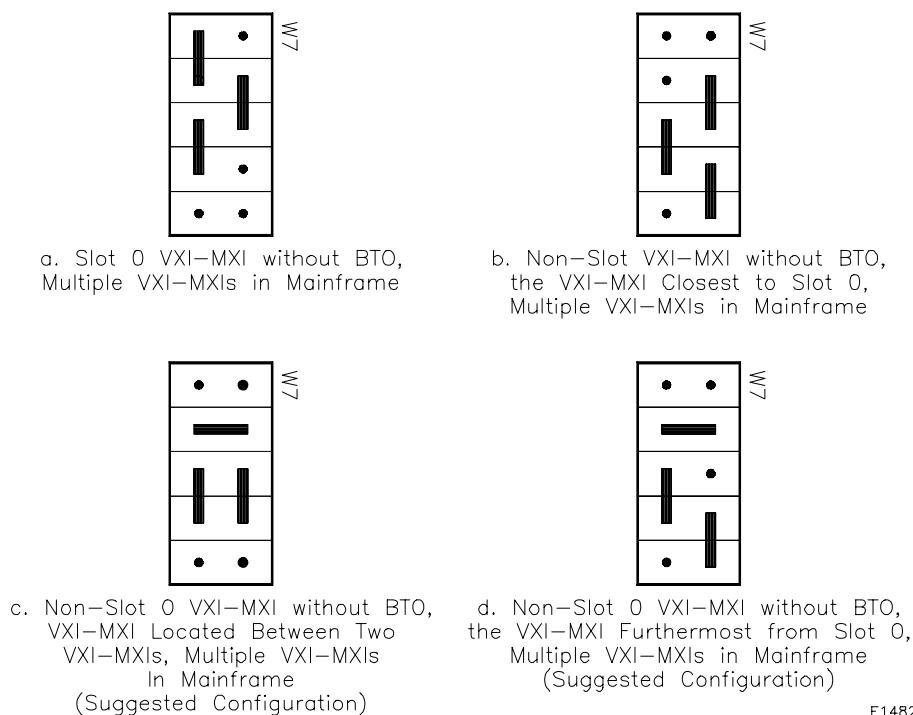 W7
a. Slot 0 VXI-MXI without BTO,
Multiple VXI-MXIs in Mainframe
W7
b. Non-Slot VXI-MXI without BTO,
the VXI-MXI Closest to Slot 0,
Multiple VXI-MXIs in Mainframe
W7
c. Non-Slot 0 VXI-MXI without BTO,
VXI-MXI Located Between Two
VXI-MXIs, Multiple VXI-MXIs
In Mainframe
(Suggested Configuration)
W7
d. Non-Slot 0 VXI-MXI without BTO,
the VXI-MXI Furthermost from Slot 0,
Multiple VXI-MXIs in Mainframe
(Suggested Configuration)
E1482